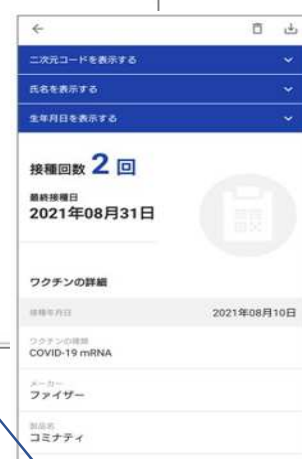 二次元コードを表示する
氏名を表示する
生年月日を表示する
接種回数 2 回
最終接種日
2021年08月31日
ワクチンの詳細
接種年月日 2021年08月10日
ワクチンの種類
COVID-19 mRNA
メーカー
ファイザー
製品名
コミナティ